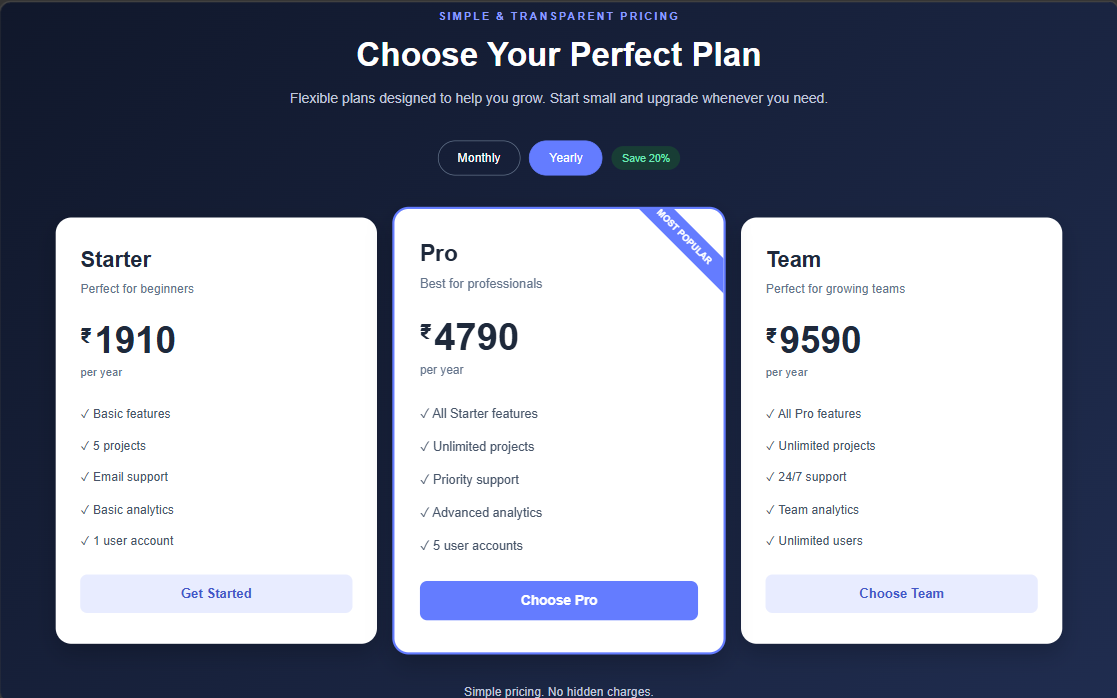 SIMPLE & TRANSPARENT PRICING
Choose Your Perfect Plan
Flexible plans designed to help you grow. Start small and upgrade whenever you need.
Monthly
Yearly
Save 20%
Starter
Perfect for beginners
₹1910
per year
✓ Basic features
✓ 5 projects
✓ Email support
✓ Basic analytics
✓ 1 user account
Get Started
MOST POPULAR
Pro
Best for professionals
₹4790
per year
✓ All Starter features
✓ Unlimited projects
✓ Priority support
✓ Advanced analytics
✓ 5 user accounts
Choose Pro
Team
Perfect for growing teams
₹9590
per year
✓ All Pro features
✓ Unlimited projects
✓ 24/7 support
✓ Team analytics
✓ Unlimited users
Choose Team
Simple pricing. No hidden charges.